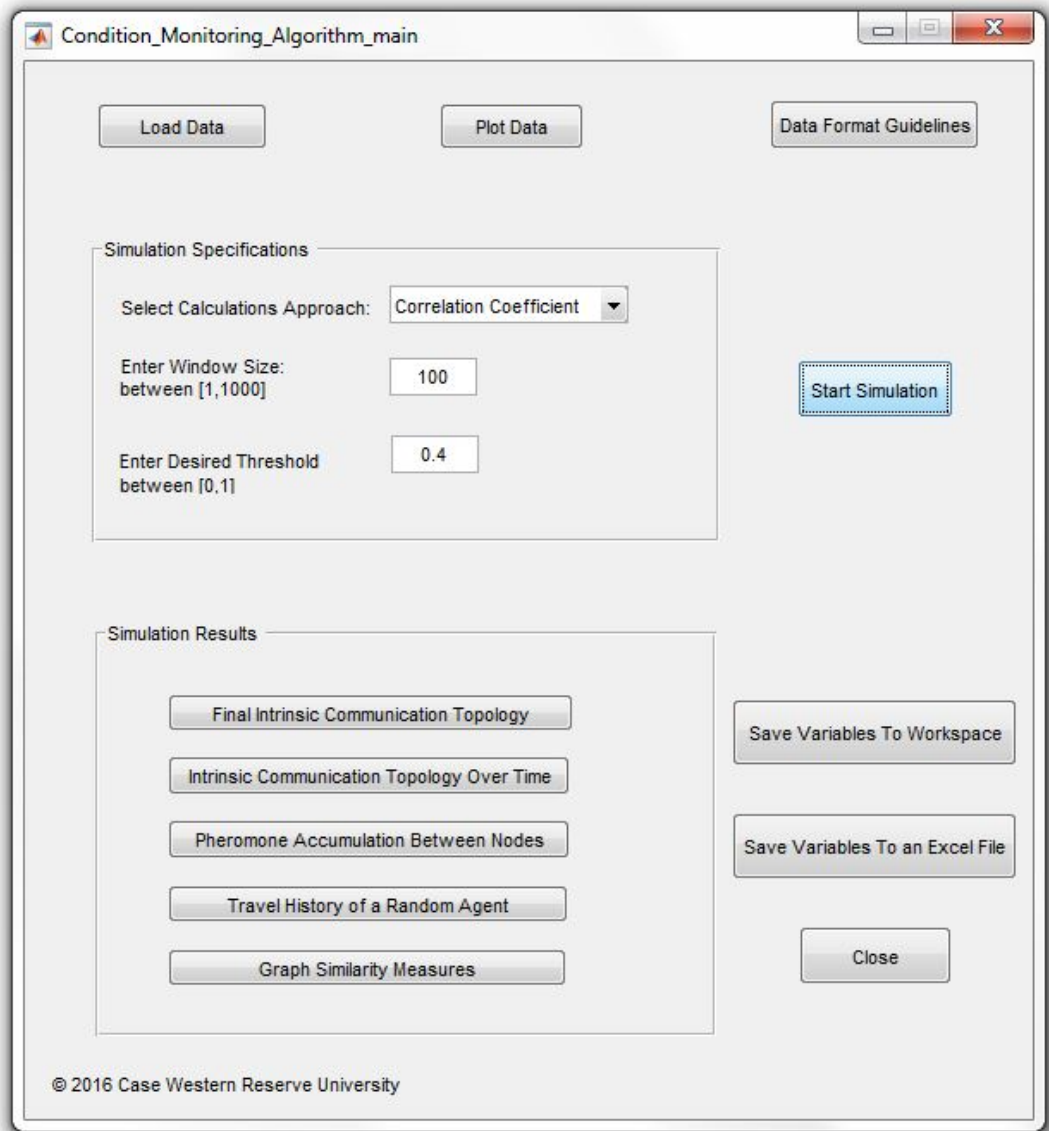 Condition_Monitoring_Algorithm_main
Load Data
Plot Data
Data Format Guidelines
Simulation Specifications
Select Calculations Approach:
Correlation Coefficient
Enter Window Size:
between [1,1000]
100
Start Simulation
Enter Desired Threshold
between [0,1]
0.4
Simulation Results
Final Intrinsic Communication Topology
Intrinsic Communication Topology Over Time
Pheromone Accumulation Between Nodes
Travel History of a Random Agent
Graph Similarity Measures
Save Variables To Workspace
Save Variables To an Excel File
Close
© 2016 Case Western Reserve University